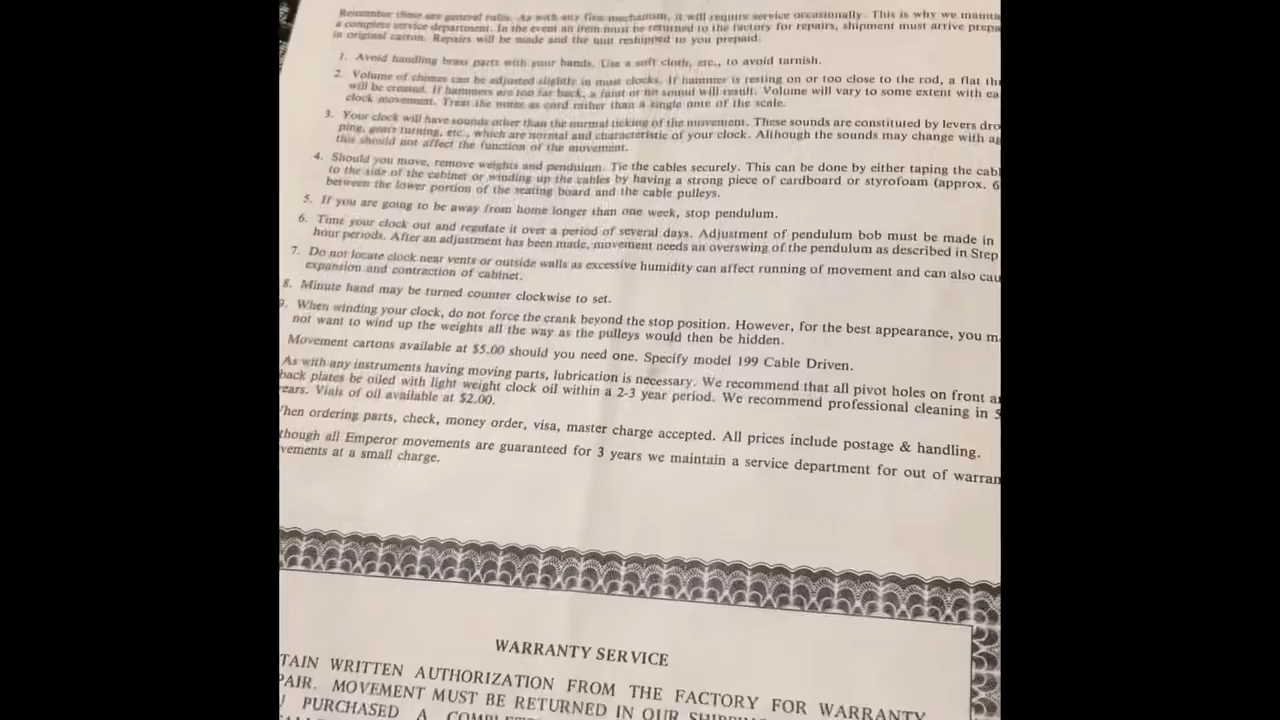 Remember these are general rules. As with any fine mechanism, it will require service occasionally. This is why we
a complete service department. In the event an item must be returned to the factory for repairs, shipment must arrive
in original carton. Repairs will be made and the unit reshipped to you prepaid.
1. Avoid handling brass parts with your hands. Use a soft cloth, etc., to avoid tarnish.
2. Volume of chimes can be adjusted slightly in most clocks. If hammer is resting on or too close to the rod, a flat
will be created. If hammers are too far back, a faint or no sound will result. Volume will vary to some extent with
clock movement. Treat the notes as cord rather than a single note of the scale.
3. Your clock will have sounds other than the normal ticking of the movement. These sounds are constituted by levers dro
ping, gears turning, etc., which are normal and characteristic of your clock. Although the sounds may change with
this should not affect the function of the movement.
4. Should you move, remove weights and pendulum. Tie the cables securely. This can be done by either taping the cabl
to the side of the cabinet or winding up the cables by having a strong piece of cardboard or styrofoam (approx. 6
between the lower portion of the seating board and the cable pulleys.
5. If you are going to be away from home longer than one week, stop pendulum.
6. Time your clock out and regulate it over a period of several days. Adjustment of pendulum bob must be made in
hour periods. After an adjustment has been made, movement needs an overswing of the pendulum as described in Step
7. Do not locate clock near vents or outside walls as excessive humidity can affect running of movement and can also cau
expansion and contraction of cabinet.
8. Minute hand may be turned counter clockwise to set.
9. When winding your clock, do not force the crank beyond the stop position. However, for the best appearance, you m
not want to wind up the weights all the way as the pulleys would then be hidden.
Movement cartons available at $5.00 should you need one. Specify model 199 Cable Driven.
As with any instruments having moving parts, lubrication is necessary. We recommend that all pivot holes on front a
back plates be oiled with light weight clock oil within a 2-3 year period. We recommend professional cleaning in 5
ears. Vials of oil available at $2.00.
When ordering parts, check, money order, visa, master charge accepted. All prices include postage & handling.
though all Emperor movements are guaranteed for 3 years we maintain a service department for out of warran
vements at a small charge.
WARRANTY SERVICE
TAIN WRITTEN AUTHORIZATION FROM THE FACTORY FOR WARRANTY
PAIR. MOVEMENT MUST BE RETURNED IN OUR SHIPPING
PURCHASED A